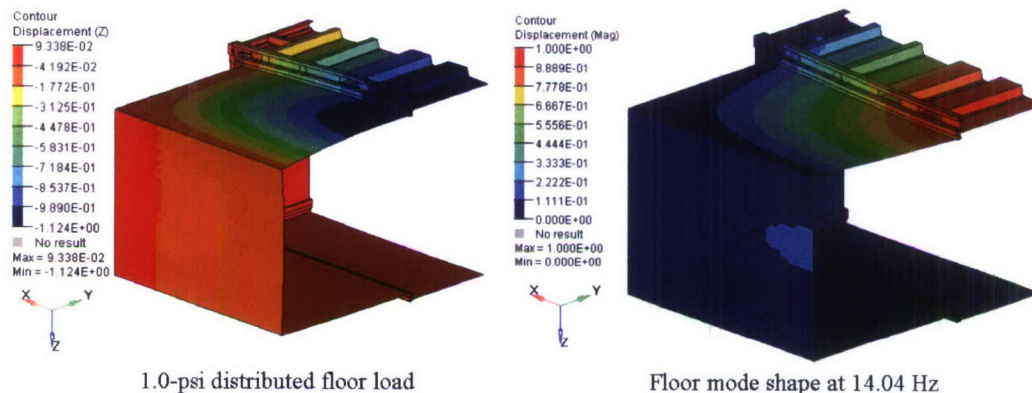 Contour
Displacement (Z)
9.338E-02
-4.192E-02
-1.772E-01
-3.125E-01
-4.478E-01
-5.831E-01
-7.184E-01
-8.537E-01
-9.890E-01
-1.124E+00
No result
Max = 9.338E-02
Min = -1.124E+00
X
Y
Z
1.0-psi distributed floor load
Contour
Displacement (Mag)
1.000E+00
8.889E-01
7.778E-01
6.667E-01
5.556E-01
4.444E-01
3.333E-01
2.222E-01
1.111E-01
0.000E+00
No result
Max = 1.000E+00
Min = 0.000E+00
X
Y
Z
Floor mode shape at 14.04 Hz